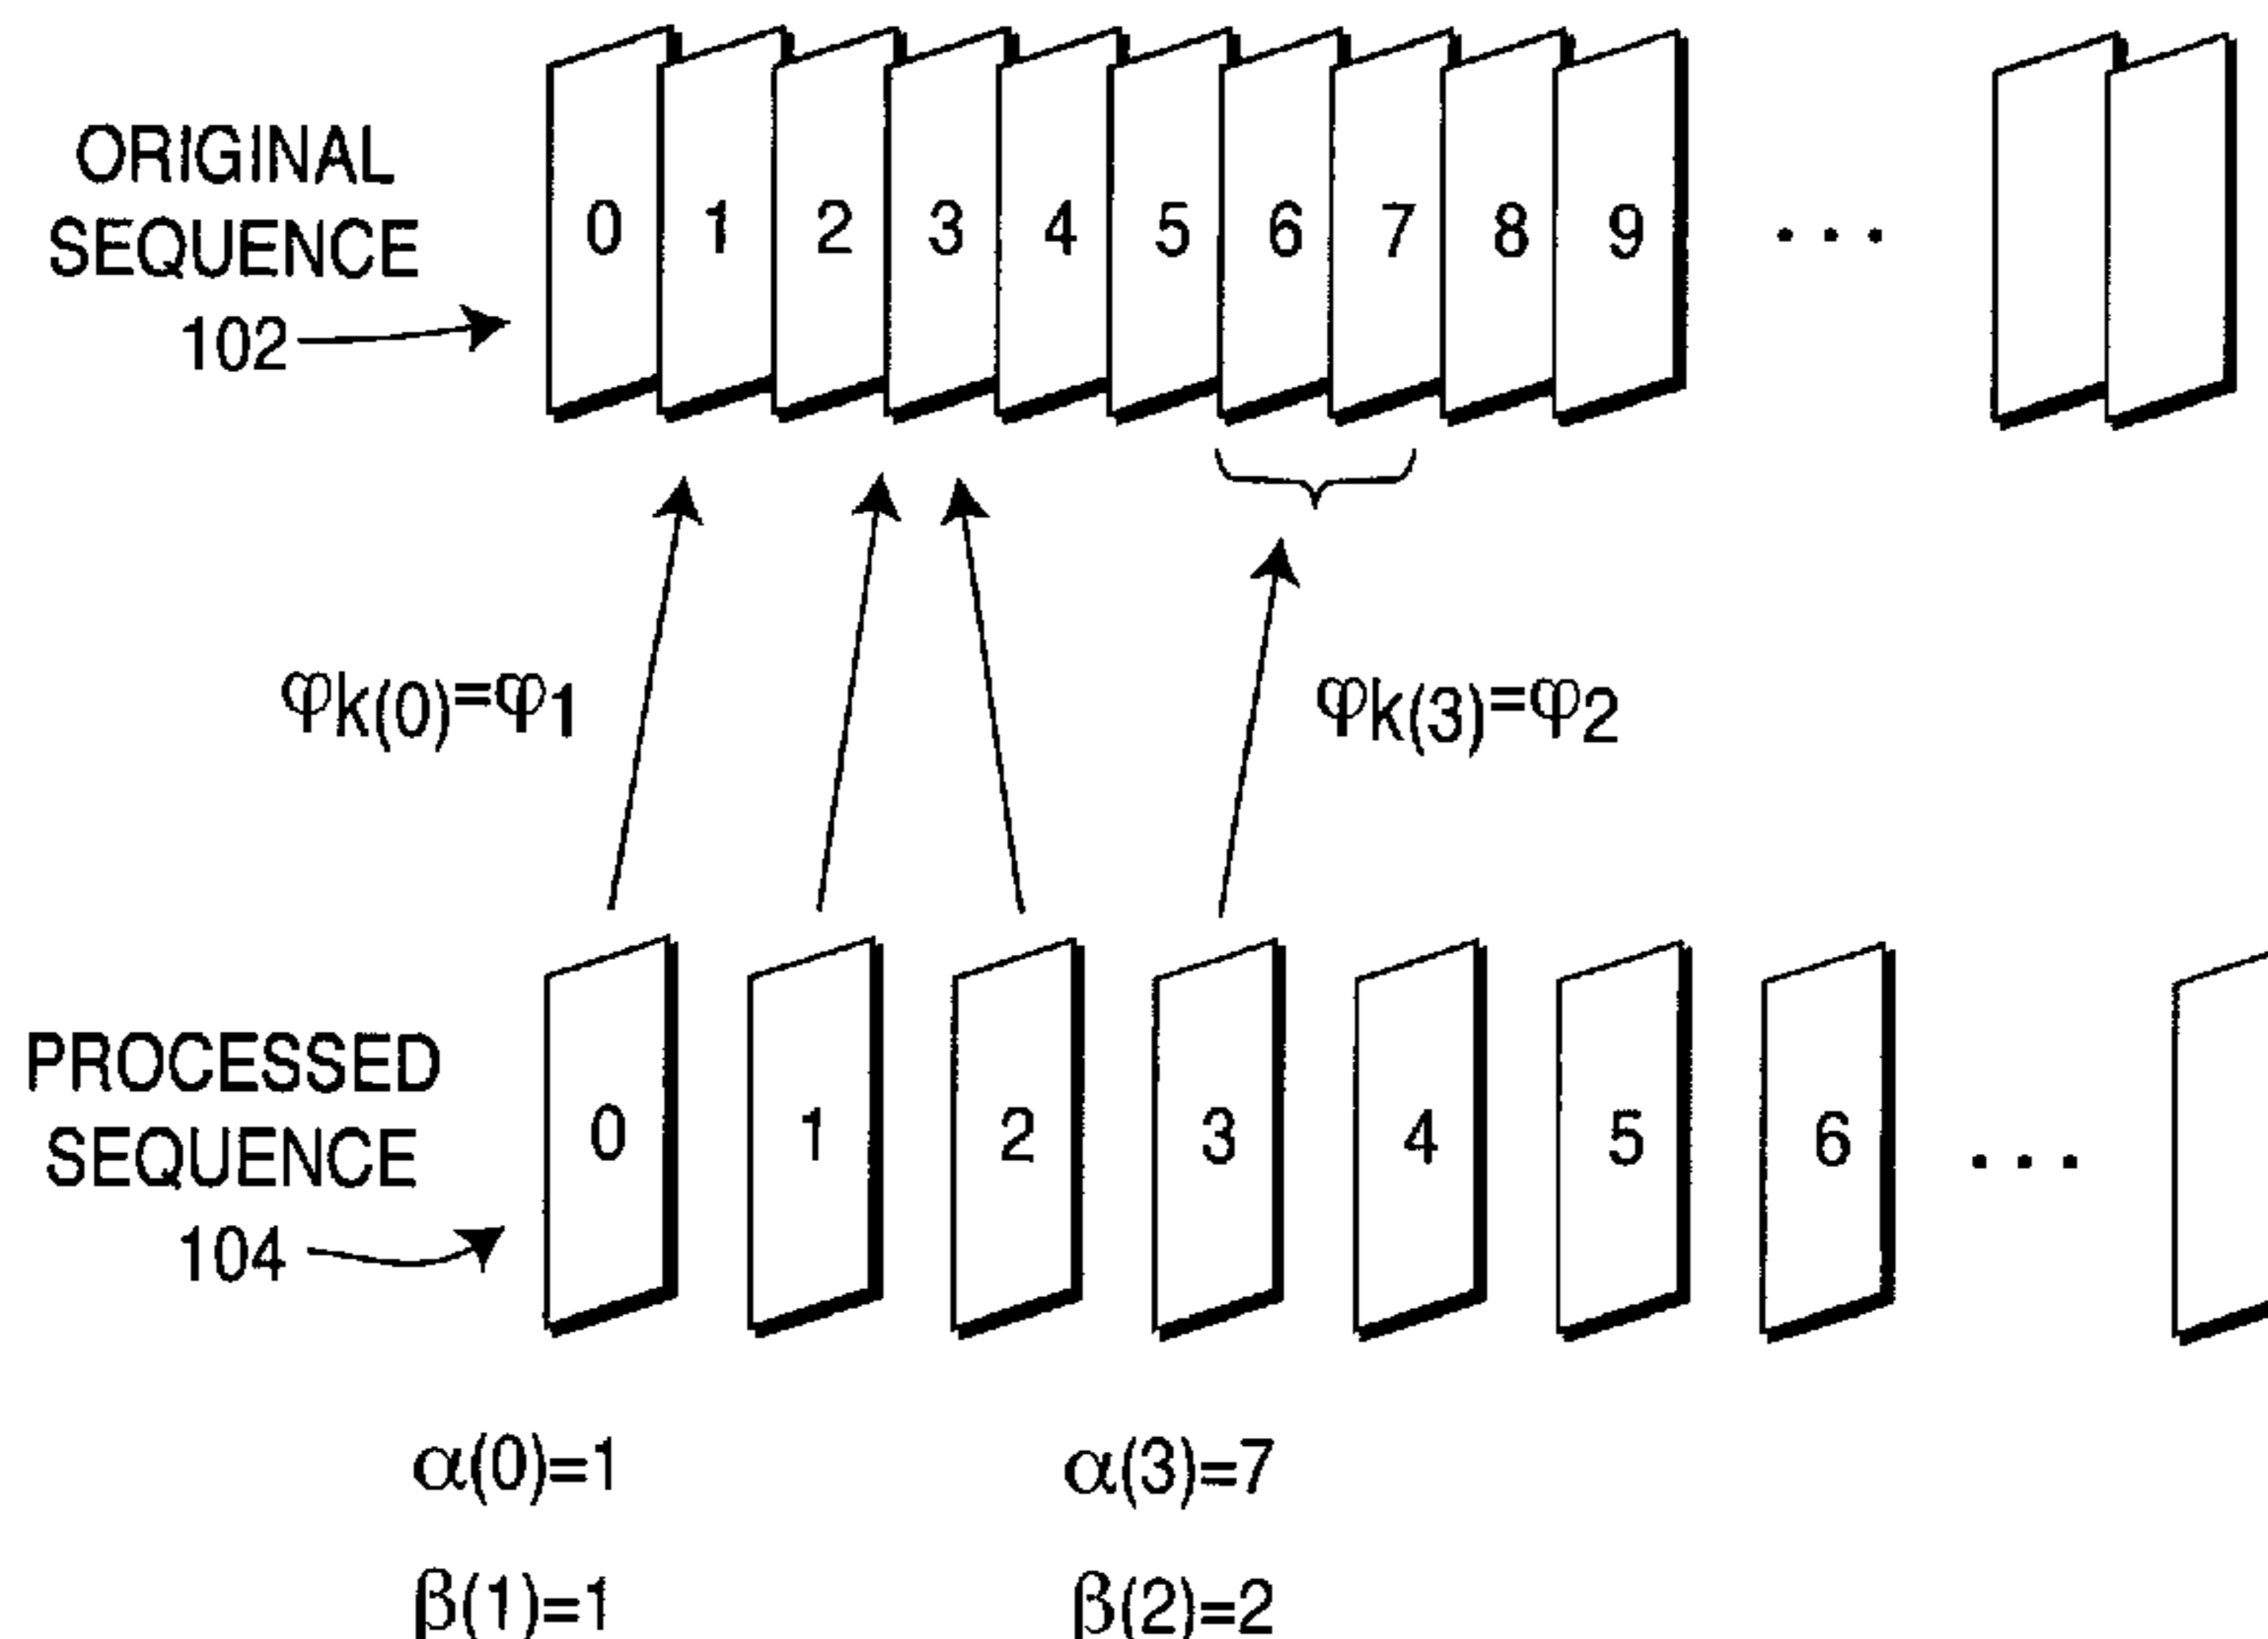 ORIGINAL
SEQUENCE
102
0 1 2 3 4 5 6 7 8 9 ...
φk(0)=φ1
φk(3)=φ2
PROCESSED
SEQUENCE
104
0 1 2 3 4 5 6 ...
α(0)=1
α(3)=7
β(1)=1
β(2)=2